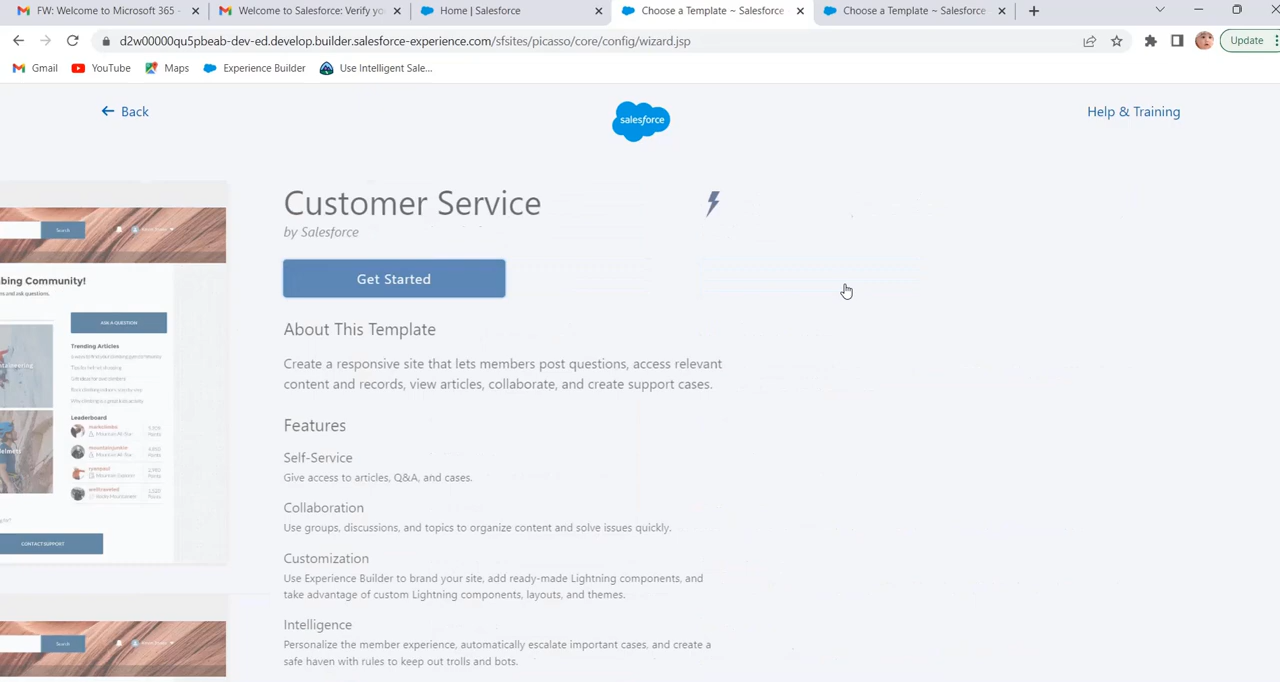 FW: Welcome to Microsoft 365 -
Welcome to Salesforce: Verify yo
Home | Salesforce
Choose a Template ~ Salesforce
Choose a Template ~ Salesforce
d2w00000qu5pbeab-dev-ed.develop.builder.salesforce-experience.com/sfsites/picasso/core/config/wizard.jsp
Update
Gmail
YouTube
Maps
Experience Builder
Use Intelligent Sale...
Back
salesforce
Help & Training
Customer Service
by Salesforce
Get Started
About This Template
Create a responsive site that lets members post questions, access relevant
content and records, view articles, collaborate, and create support cases.
Features
Self-Service
Give access to articles, Q&A, and cases.
Collaboration
Use groups, discussions, and topics to organize content and solve issues quickly.
Customization
Use Experience Builder to brand your site, add ready-made Lightning components, and
take advantage of custom Lightning components, layouts, and themes.
Intelligence
Personalize the member experience, automatically escalate important cases, and create a
safe haven with rules to keep out trolls and bots.
Search
bing Community!
ASK A QUESTION
Trending Articles
Leaderboard
CONTACT SUPPORT
Search